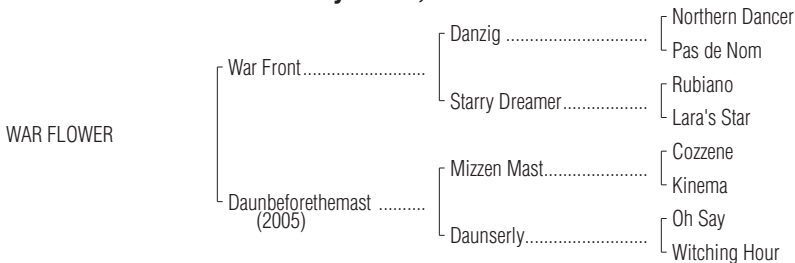 Northern Dancer
Danzig ..............................
Pas de Nom
War Front..........................
Rubiano
Starry Dreamer..................
Lara's Star
WAR FLOWER
Cozzene
Mizzen Mast......................
Kinema
Daunbeforethemast ..........
(2005)
Oh Say
Daunserly..........................
Witching Hour